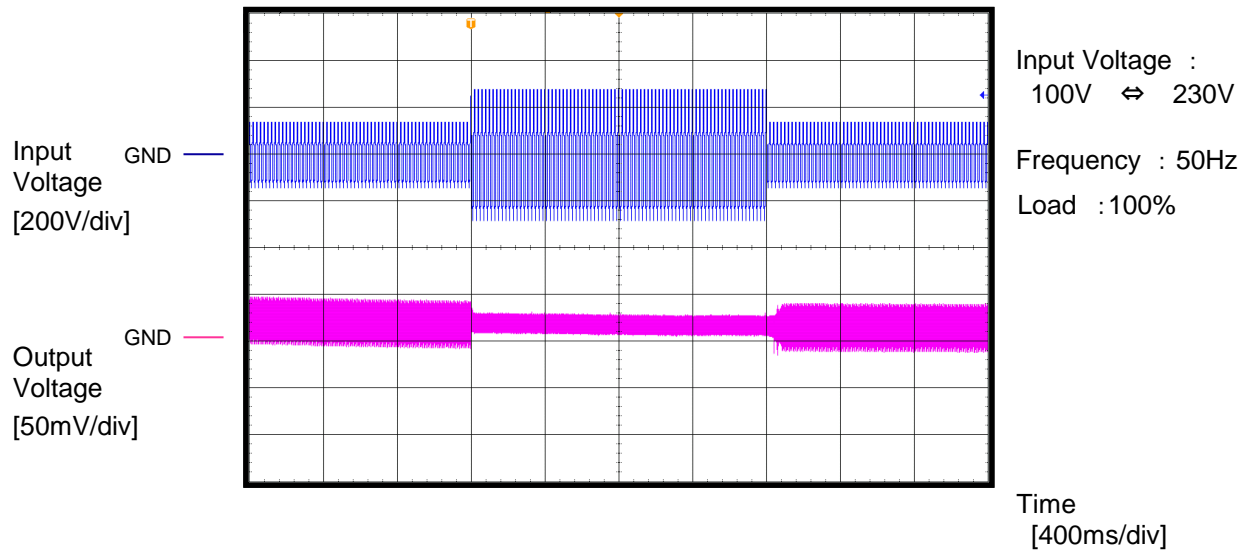 Input
Voltage
[200V/div]
GND
Output
Voltage
[50mV/div]
GND
T
Input Voltage :
100V ⇔ 230V
Frequency : 50Hz
Load :100%
Time
[400ms/div]